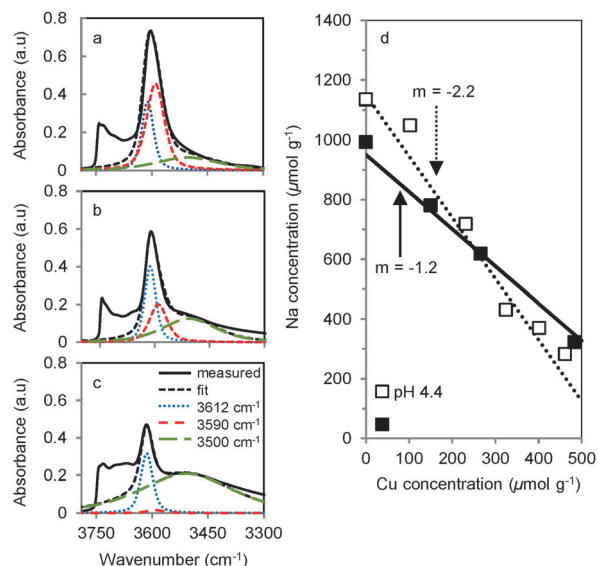 a
0.8
0.6
0.4
0.2
0
Absorbance (a.u)
b
0.8
0.6
0.4
0.2
0
Absorbance (a.u)
c
0.8
0.6
0.4
0.2
0
Absorbance (a.u)
measured
fit
3612 cm⁻¹
3590 cm⁻¹
3500 cm⁻¹
3750 3600 3450 3300
Wavenumber (cm⁻¹)
d
1400
1200
1000
800
600
400
200
0
Na concentration (µmol g⁻¹)
m = -2.2
m = -1.2
pH 4.4
0 100 200 300 400 500
Cu concentration (µmol g⁻¹)